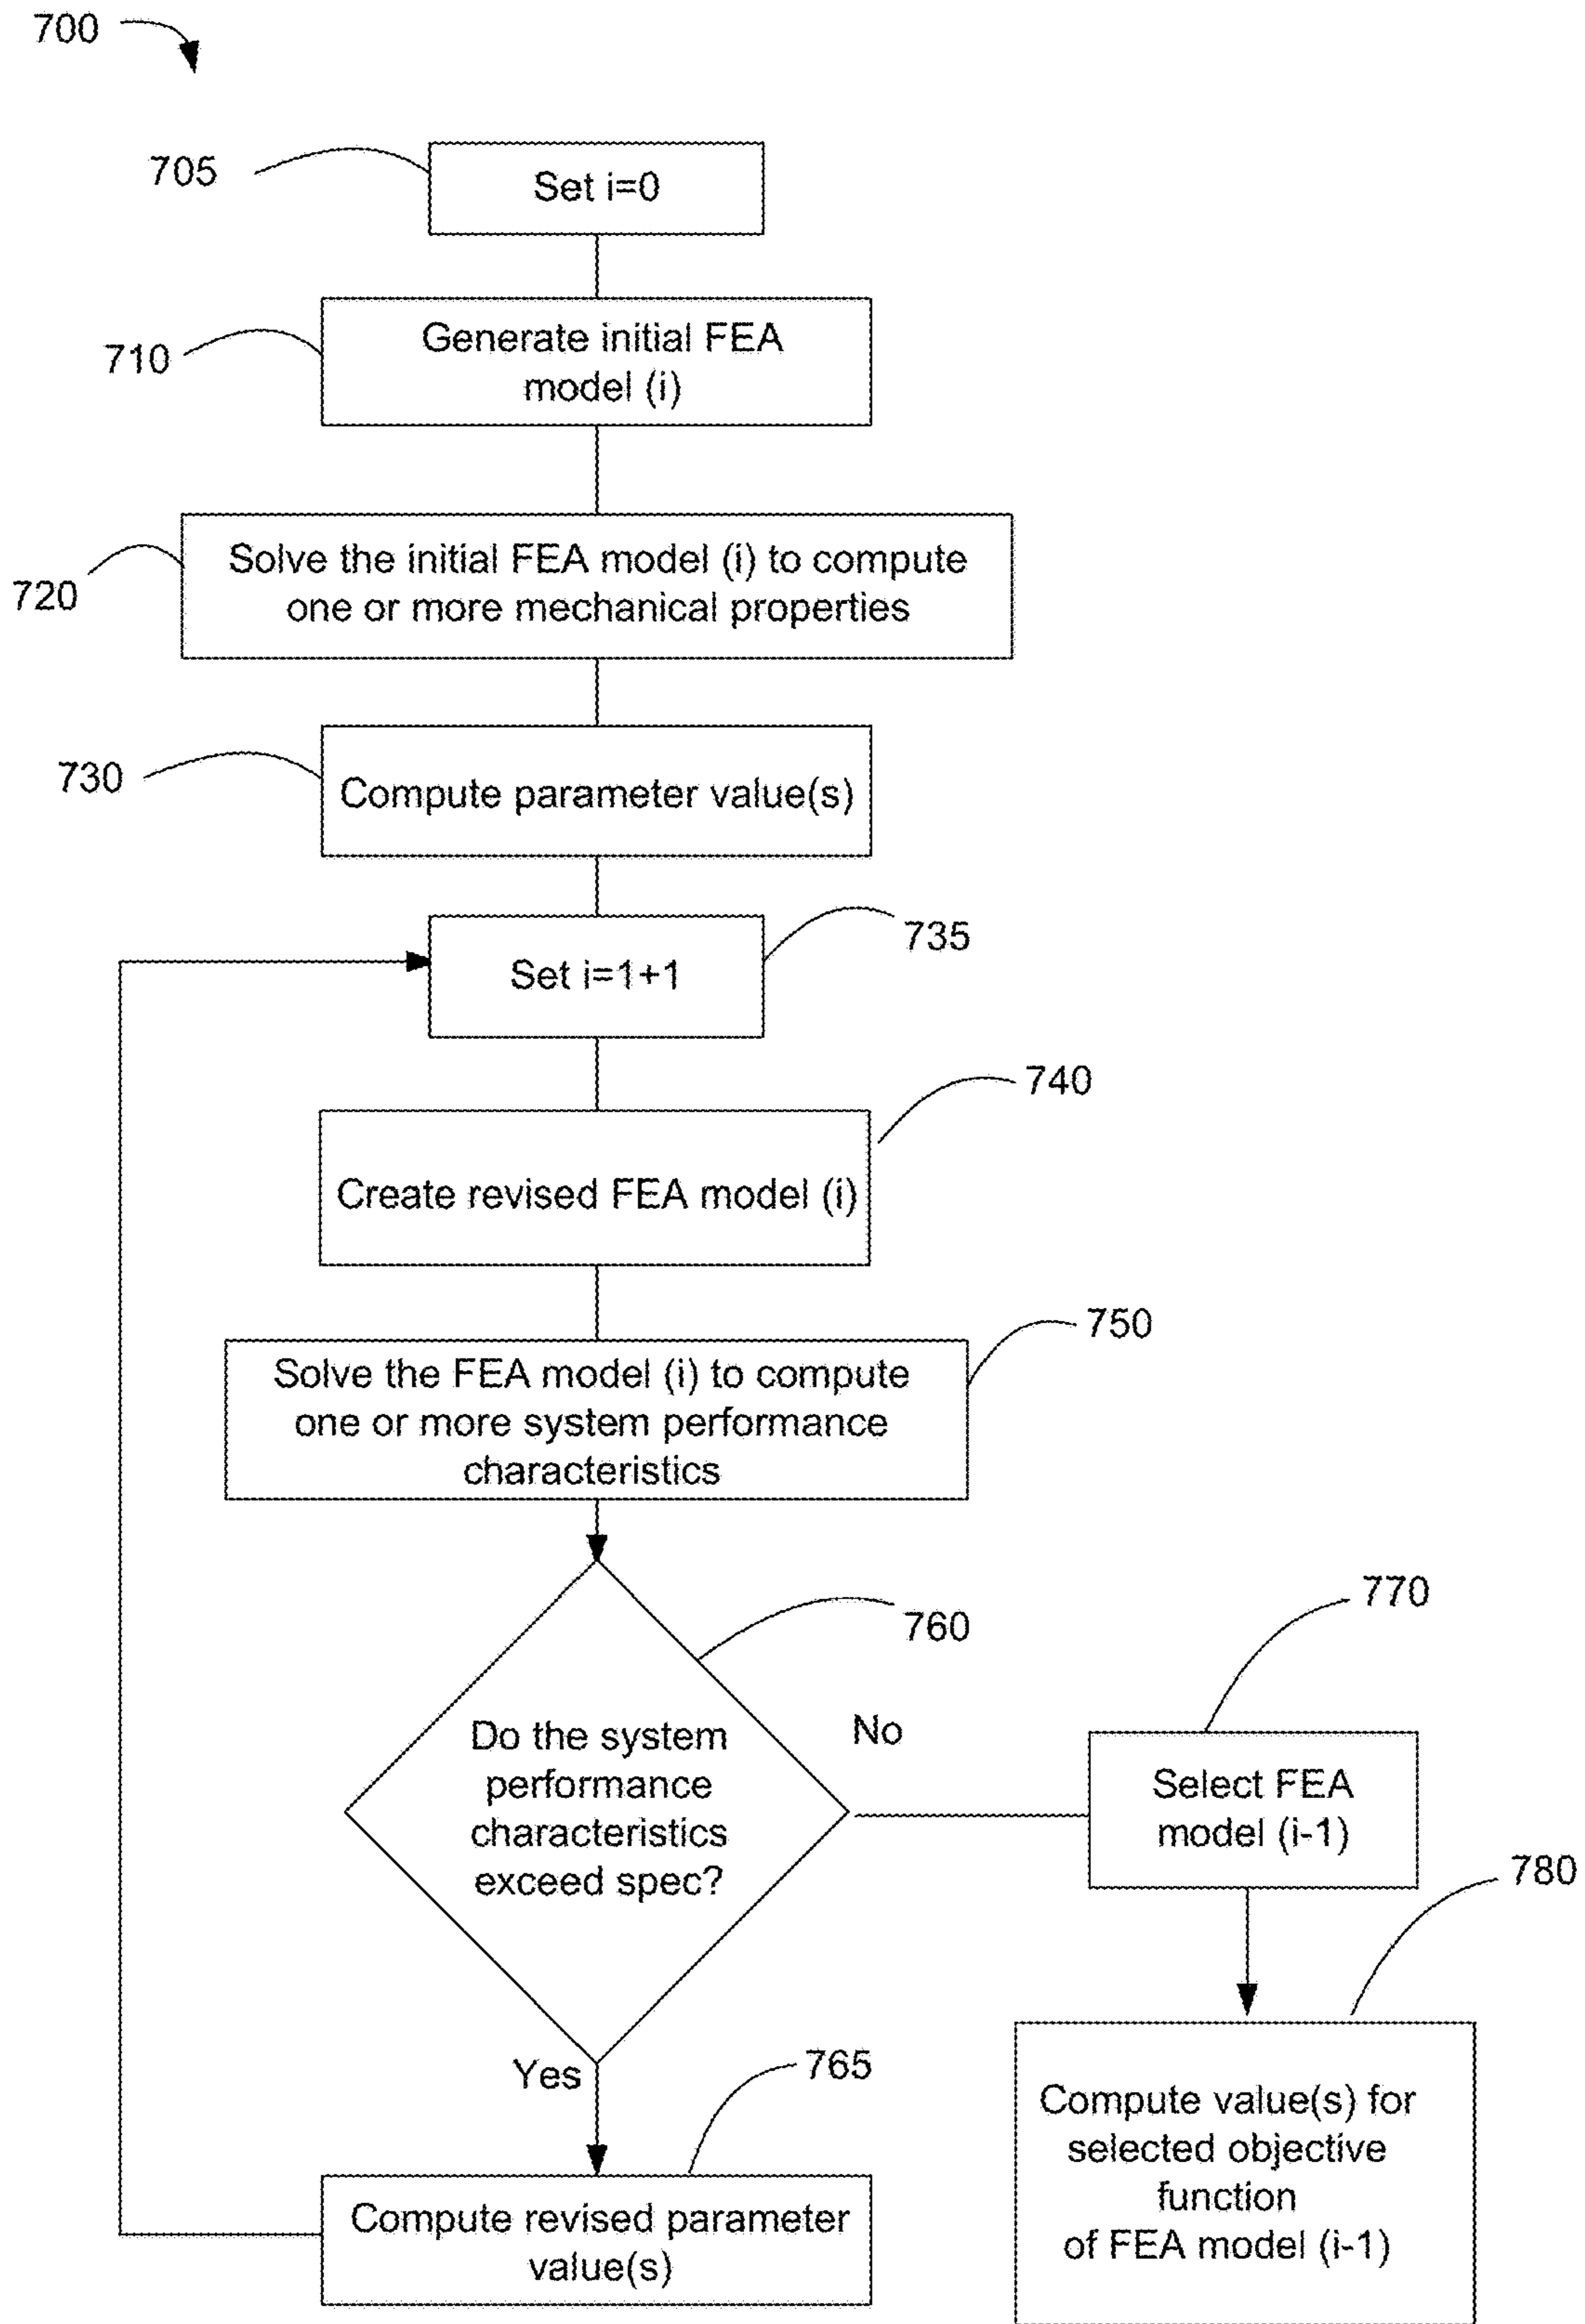 700
705
Set i=0
710
Generate initial FEA
model (i)
720
Solve the initial FEA model (i) to compute
one or more mechanical properties
730
Compute parameter value(s)
735
Set i=1+1
740
Create revised FEA model (i)
750
Solve the FEA model (i) to compute
one or more system performance
characteristics
760
Do the system
performance
characteristics
exceed spec?
No
770
Select FEA
model (i-1)
780
Compute value(s) for
selected objective
function
of FEA model (i-1)
Yes
765
Compute revised parameter
value(s)